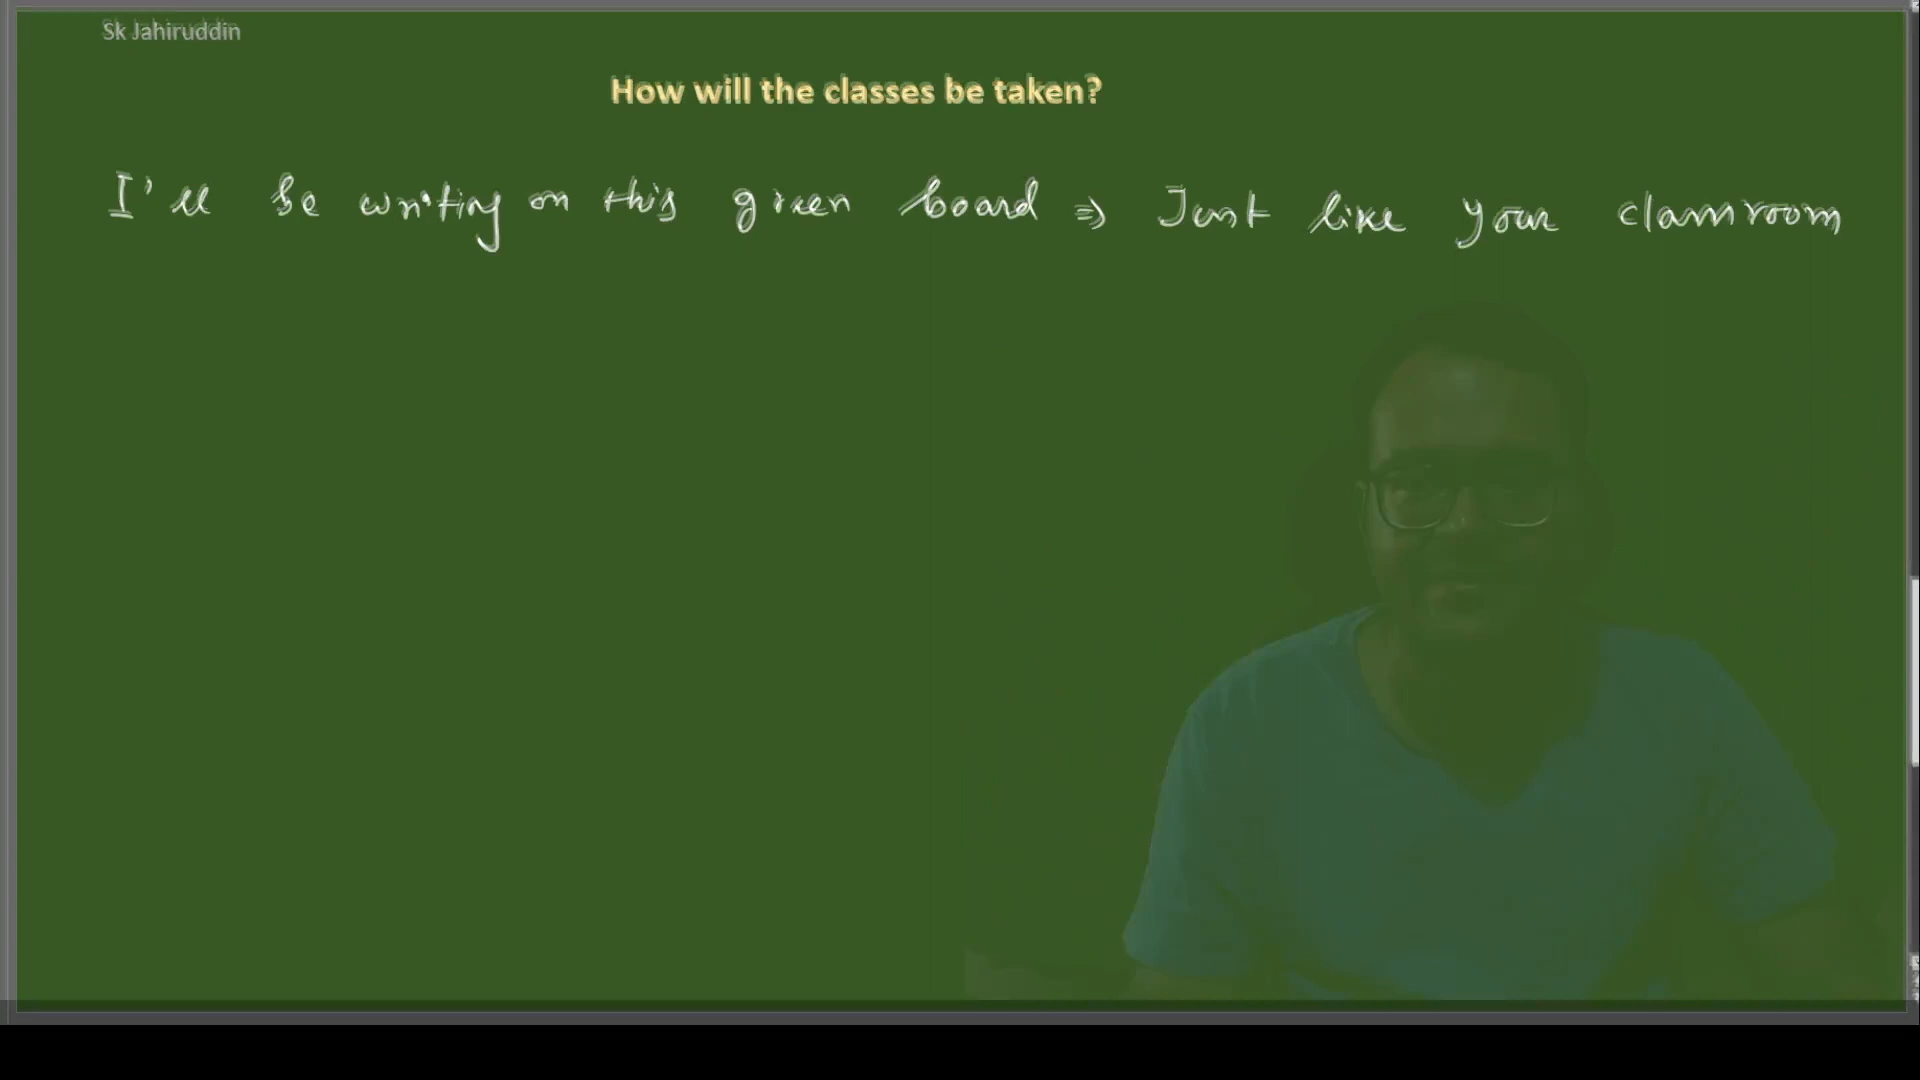 Sk Jahiruddin
How will the classes be taken?
I'll be writing on this green board ⇒ Just like your classroom